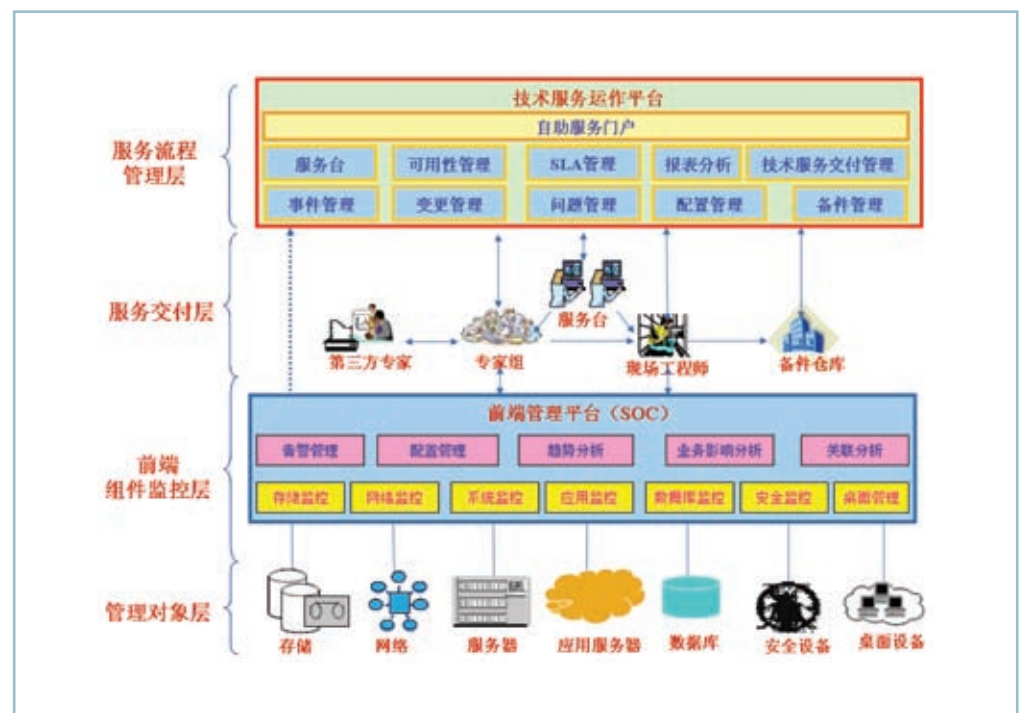 技术服务运作平台
自助服务门户
服务流程
管理层
服务台 可用性管理 SLA管理 报表分析 技术服务交付管理
事件管理 变更管理 问题管理 配置管理 备件管理
服务交付层
服务台
第三方专家 专家组 现场工程师 备件仓库
前端管理平台（SOC）
前端
组件监控层
告警管理 配置管理 趋势分析 业务影响分析 关联分析
存储监控 网络监控 系统监控 应用监控 数据库监控 安全监控 桌面管理
管理对象层
存储 网络 服务器 应用服务器 数据库 安全设备 桌面设备